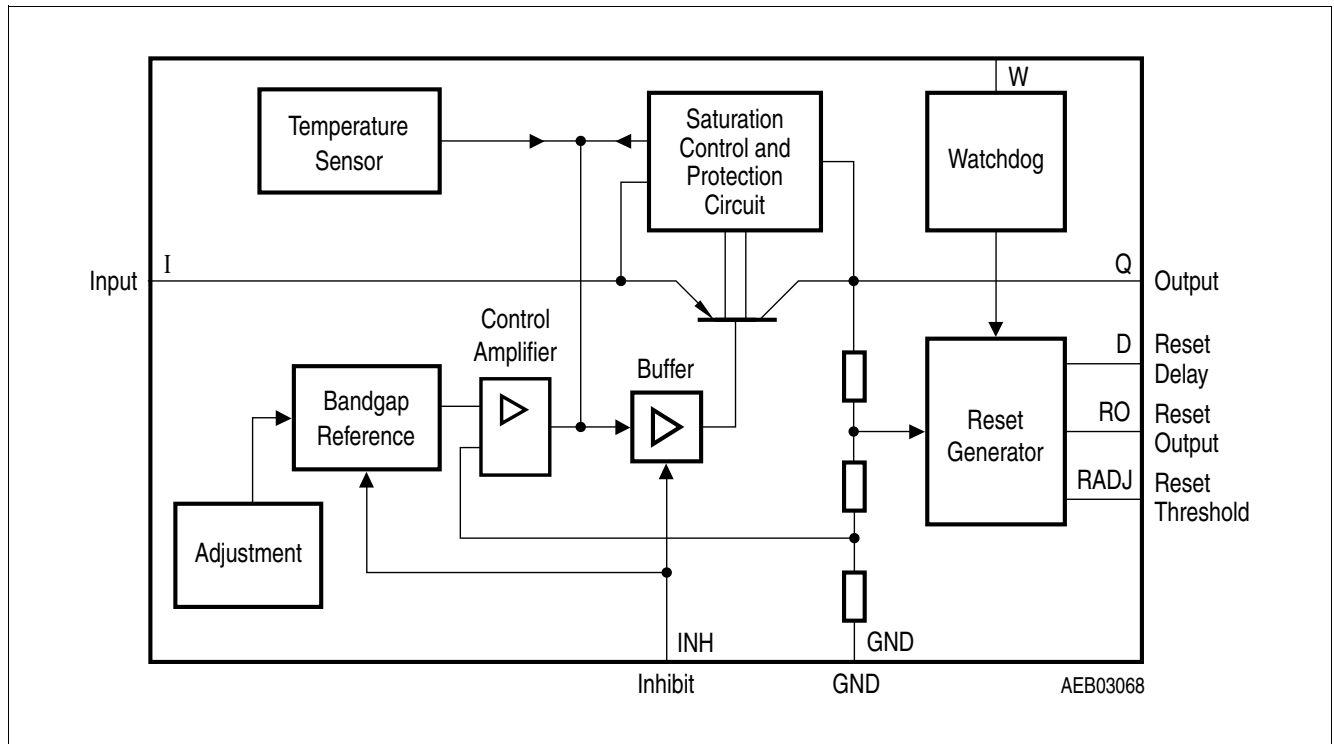 W
Temperature
Sensor
Saturation
Control and
Protection
Circuit
Watchdog
I
Input
Q
Output
Control
Amplifier
Buffer
Bandgap
Reference
D
Reset
Delay
RO
Reset
Output
RADJ
Reset
Threshold
Reset
Generator
Adjustment
INH
GND
Inhibit
GND
AEB03068